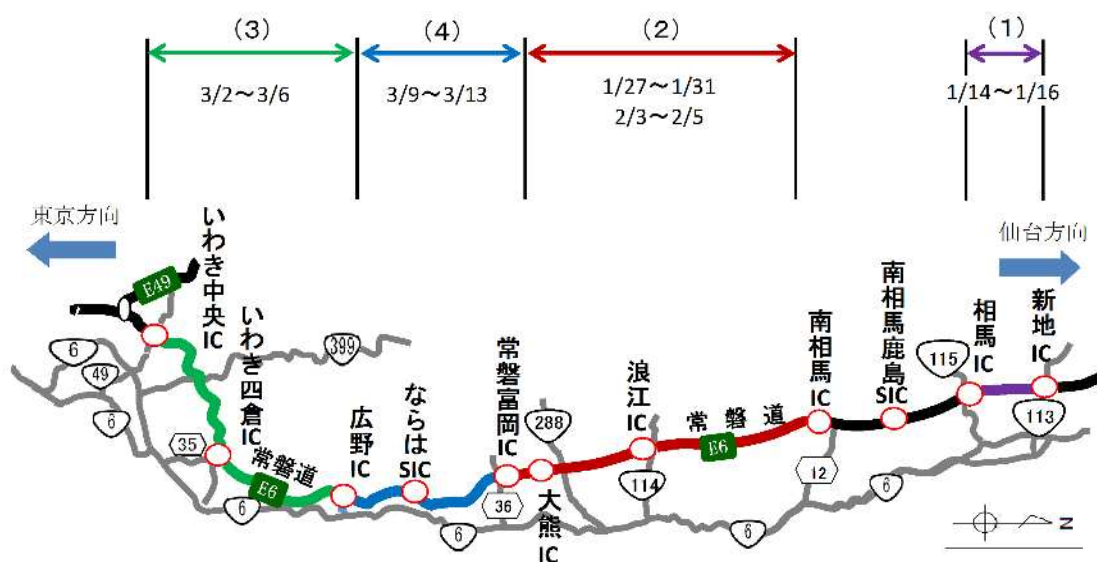 (3)
(4)
(2)
(1)
3/2～3/6
3/9～3/13
1/27～1/31
2/3～2/5
1/14～1/16
東京方向
仙台方向
いわき中央IC
いわき四倉IC
広野IC
ならはSIC
常磐富岡IC
大熊IC
浪江IC
南相馬IC
南相馬鹿島SIC
相馬IC
新地IC
E49
6
49
6
399
35
常磐道
E6
6
6
36
288
114
常磐道
E6
6
12
6
115
113
N